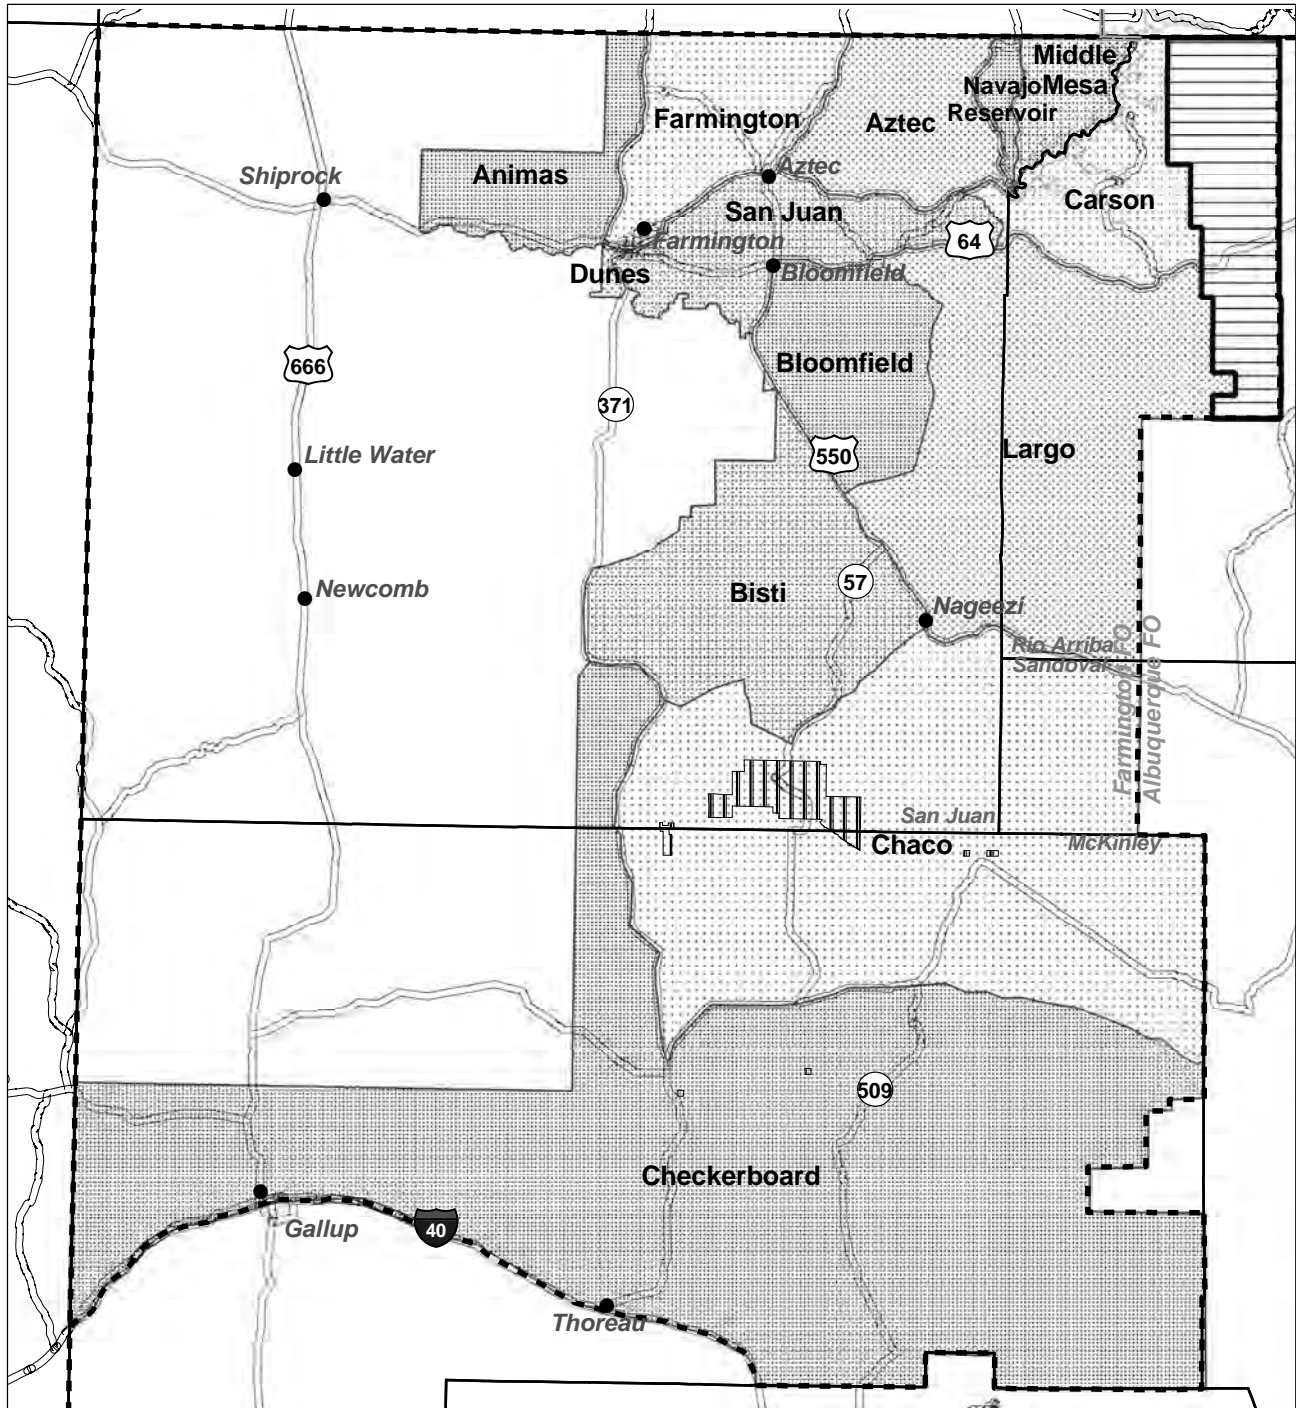 Middle
Mesa
Navajo
Reservoir
Farmington
Aztec
Animas
Shiprock
Aztec
Carson
San Juan
Farmington
64
Dunes
Bloomfield
666
Bloomfield
371
Little Water
550
Largo
57
Newcomb
Bisti
Nageezi
Rio Arriba
Sandoval
Farmington FO
Albuquerque FO
San Juan
McKinley
Chaco
509
Checkerboard
Gallup
40
Thoreau